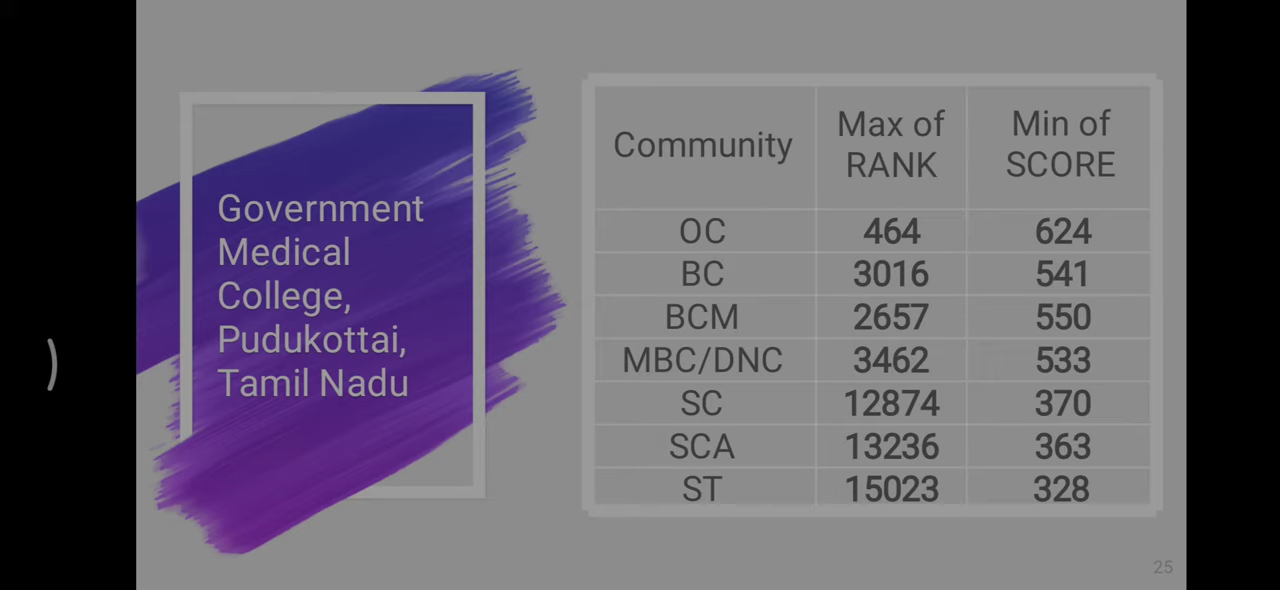 Government
Medical
College,
Pudukottai,
Tamil Nadu
Community Max of RANK Min of SCORE
OC 464 624
BC 3016 541
BCM 2657 550
MBC/DNC 3462 533
SC 12874 370
SCA 13236 363
ST 15023 328
25